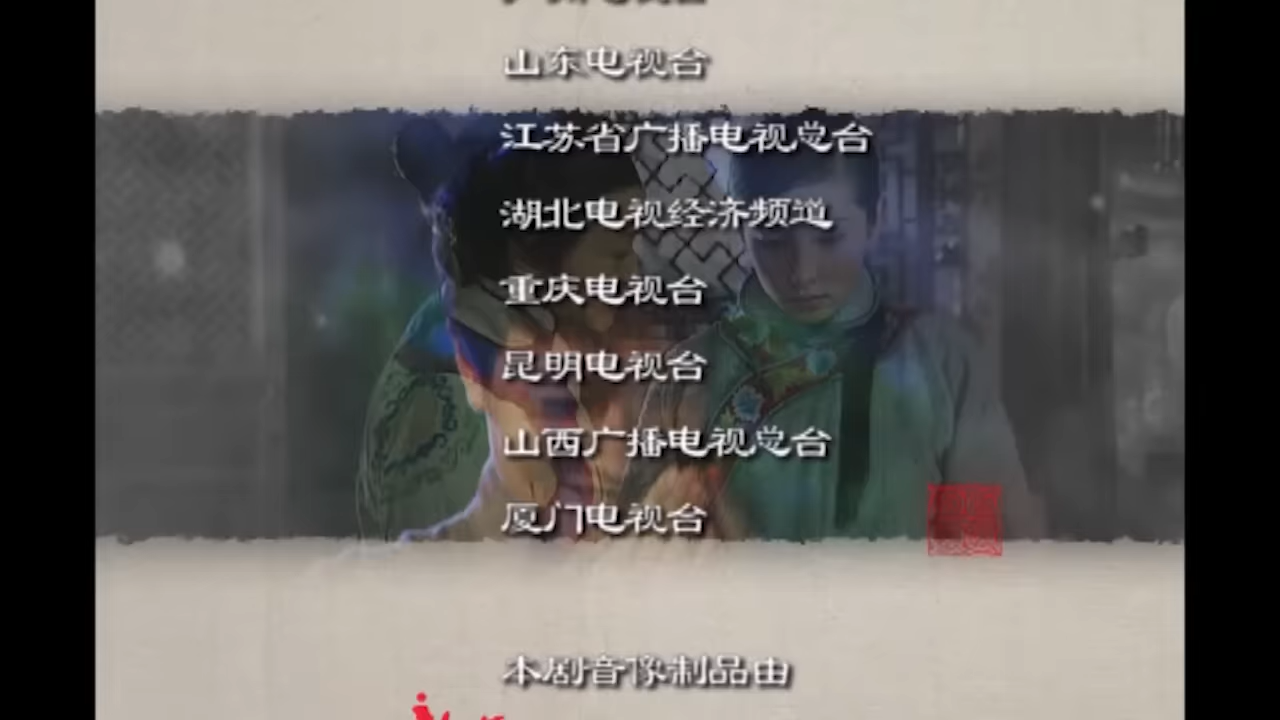 山东电视台
江苏省广播电视总台
湖北电视经济频道
重庆电视台
昆明电视台
山西广播电视总台
厦门电视台
本剧音像制品由